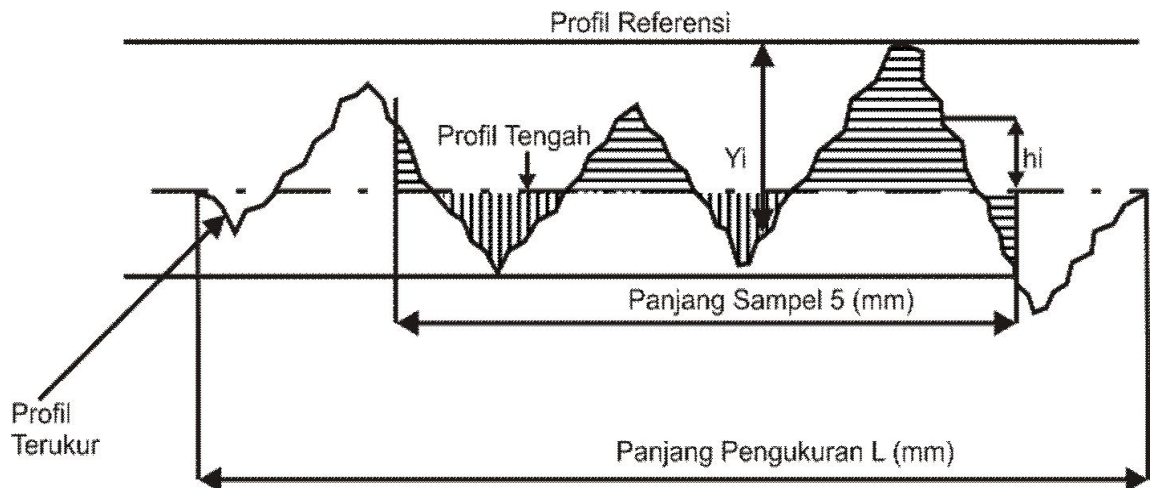 Profil Referensi
Profil Tengah
Yi
hi
Panjang Sampel 5 (mm)
Profil
Terukur
Panjang Pengukuran L (mm)